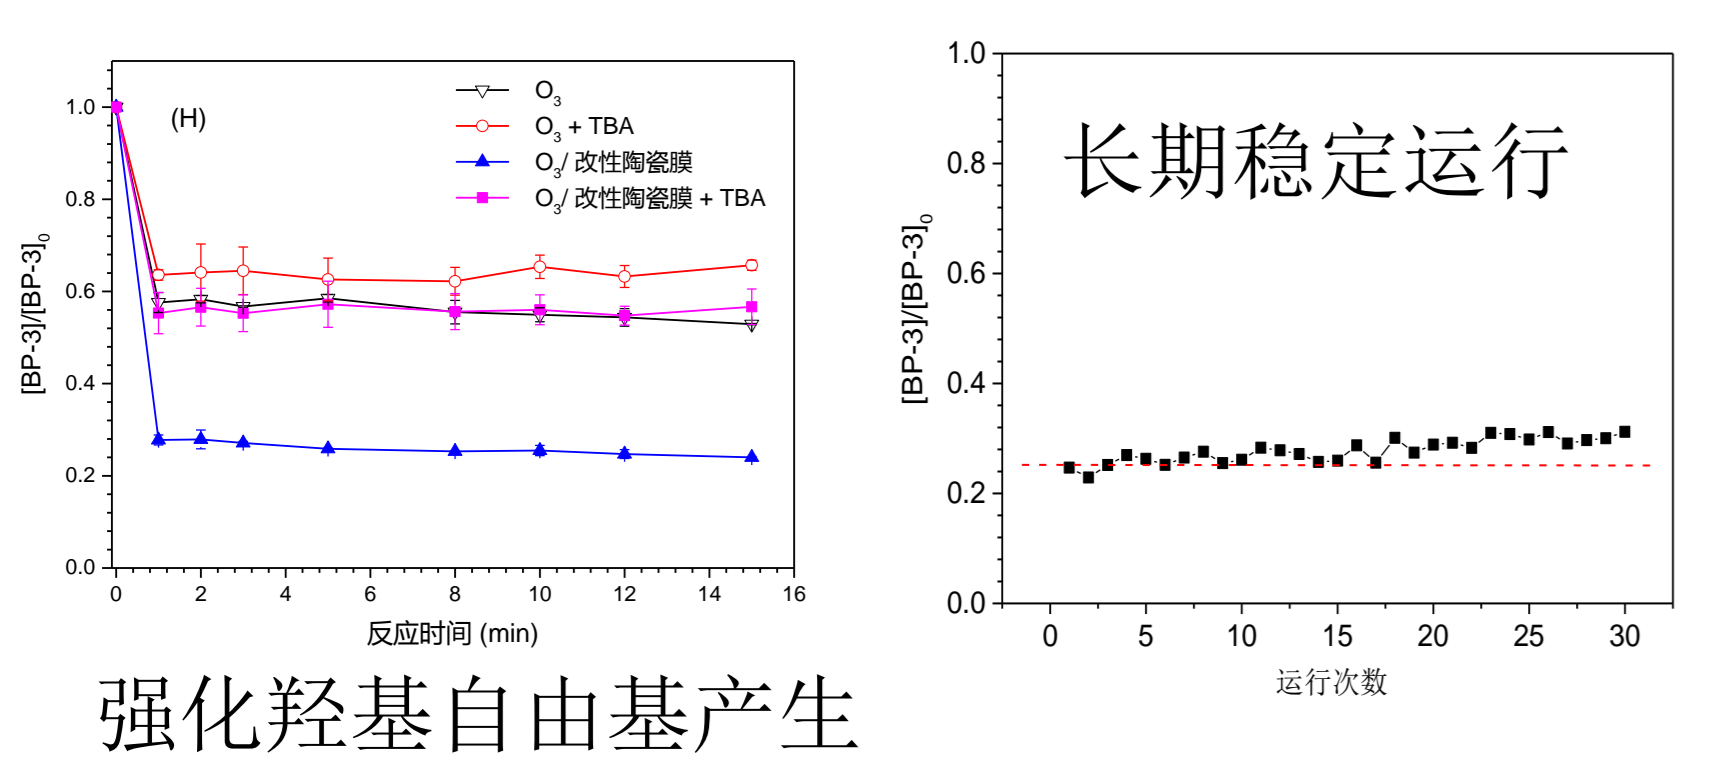 (H)
O3
O3 + TBA
O3/ 改性陶瓷膜
O3/ 改性陶瓷膜 + TBA
[BP-3]/[BP-3]0
1.0
0.8
0.6
0.4
0.2
0.0
0 2 4 6 8 10 12 14 16
反应时间 (min)
强化羟基自由基产生
长期稳定运行
[BP-3]/[BP-3]0
1.0
0.8
0.6
0.4
0.2
0.0
0 5 10 15 20 25 30
运行次数